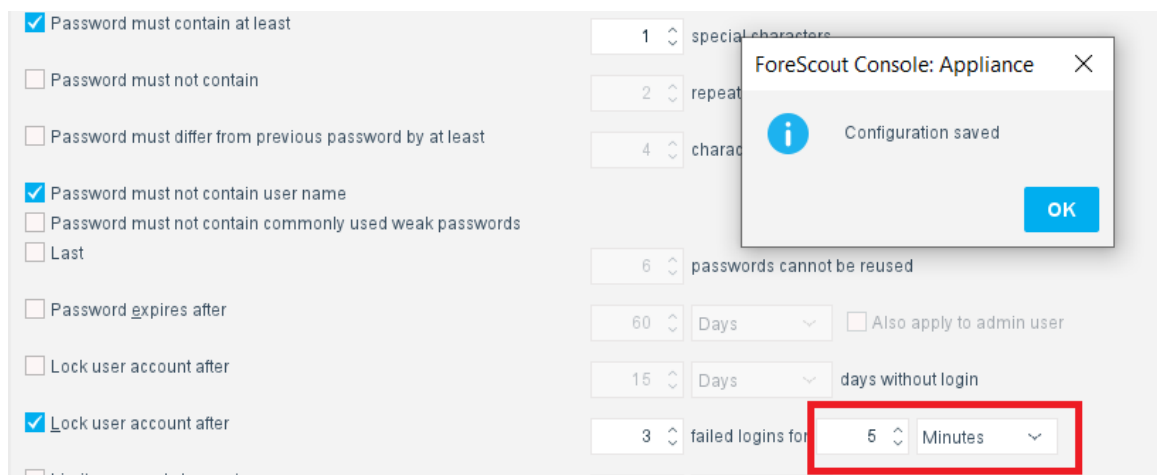 Password must contain at least
1 special characters
ForeScout Console: Appliance
Password must not contain
2 repeat
Configuration saved
Password must differ from previous password by at least
4 charac
OK
Password must not contain user name
Password must not contain commonly used weak passwords
Last
6 passwords cannot be reused
Password expires after
60 Days Also apply to admin user
Lock user account after
15 Days days without login
Lock user account after
3 failed logins for 5 Minutes